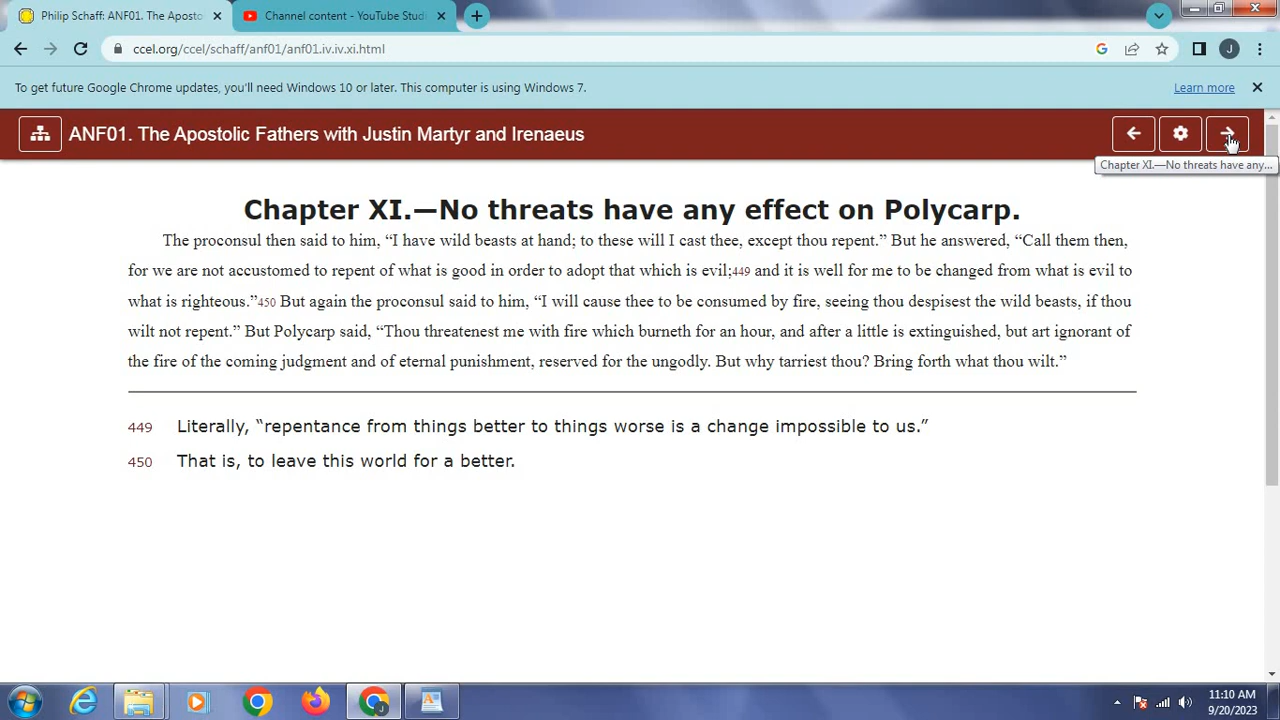 Philip Schaff: ANF01. The Aposto
Channel content - YouTube Studi
ccel.org/ccel/schaff/anf01/anf01.iv.iv.xi.html
J
To get future Google Chrome updates, you'll need Windows 10 or later. This computer is using Windows 7.
Learn more
ANF01. The Apostolic Fathers with Justin Martyr and Irenaeus
Chapter XI.—No threats have any...
Chapter XI.—No threats have any effect on Polycarp.
The proconsul then said to him, “I have wild beasts at hand; to these will I cast thee, except thou repent.” But he answered, “Call them then,
for we are not accustomed to repent of what is good in order to adopt that which is evil;449 and it is well for me to be changed from what is evil to
what is righteous.”450 But again the proconsul said to him, “I will cause thee to be consumed by fire, seeing thou despisest the wild beasts, if thou
wilt not repent.” But Polycarp said, “Thou threatenest me with fire which burneth for an hour, and after a little is extinguished, but art ignorant of
the fire of the coming judgment and of eternal punishment, reserved for the ungodly. But why tarriest thou? Bring forth what thou wilt.”
449 Literally, “repentance from things better to things worse is a change impossible to us.”
450 That is, to leave this world for a better.
11:10 AM
9/20/2023